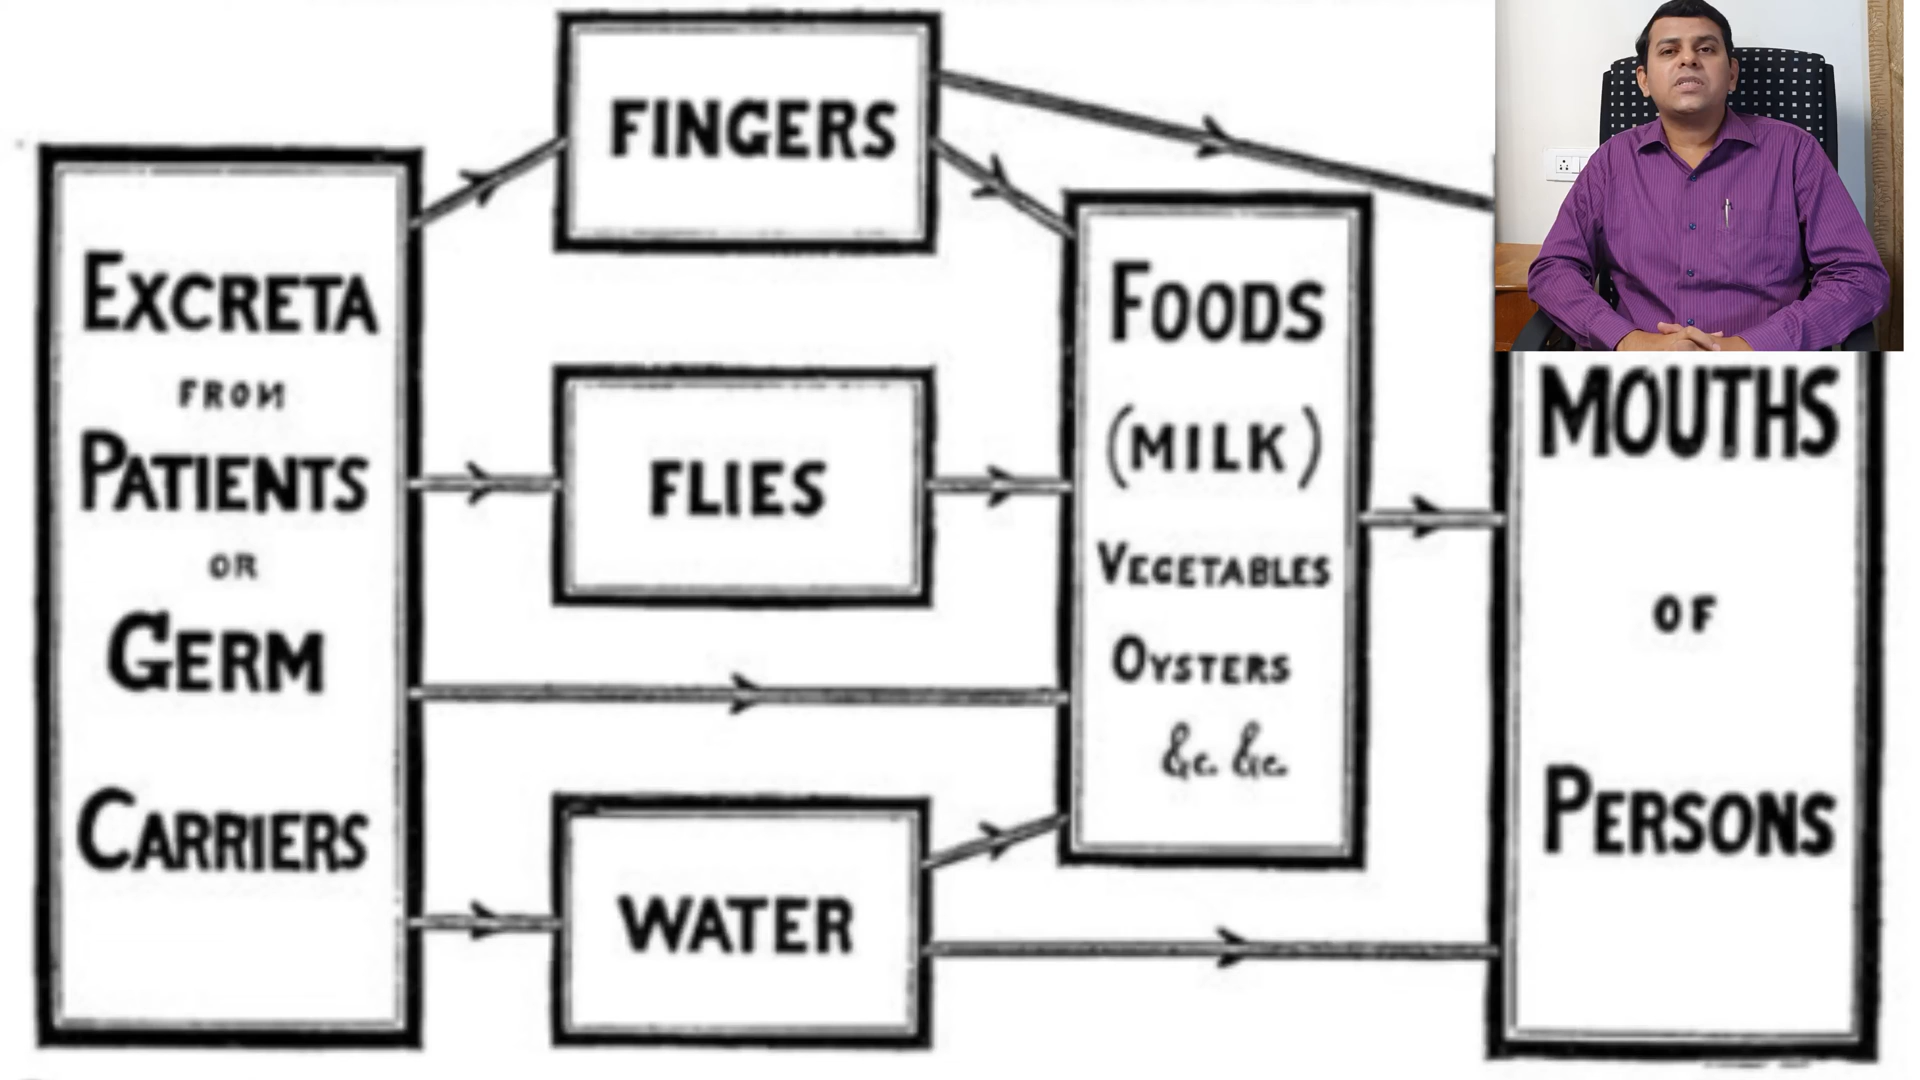 EXCRETA
FROM
PATIENTS
OR
GERM
CARRIERS
FINGERS
FLIES
WATER
FOODS
(MILK)
VEGETABLES
OYSTERS
&c. &c.
MOUTHS
OF
PERSONS